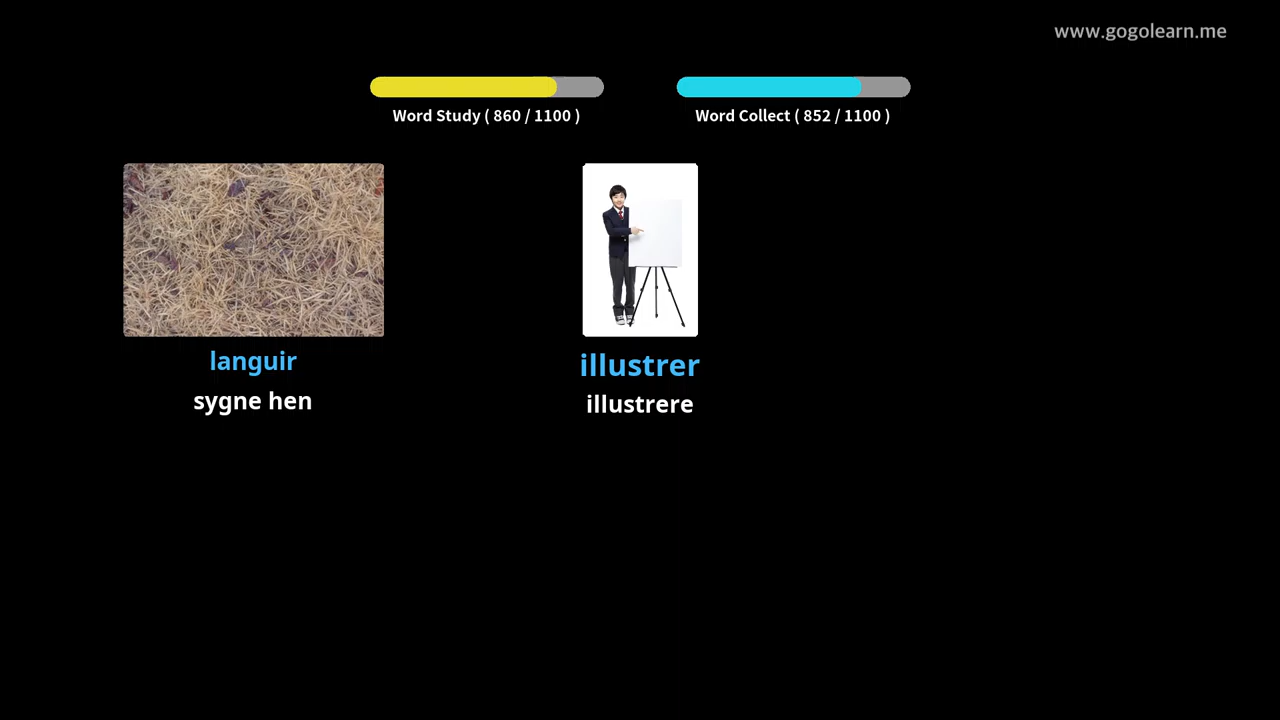 www.gogolearn.me
Word Study ( 860 / 1100 )
Word Collect ( 852 / 1100 )
languir
sygne hen
illustrer
illustrere